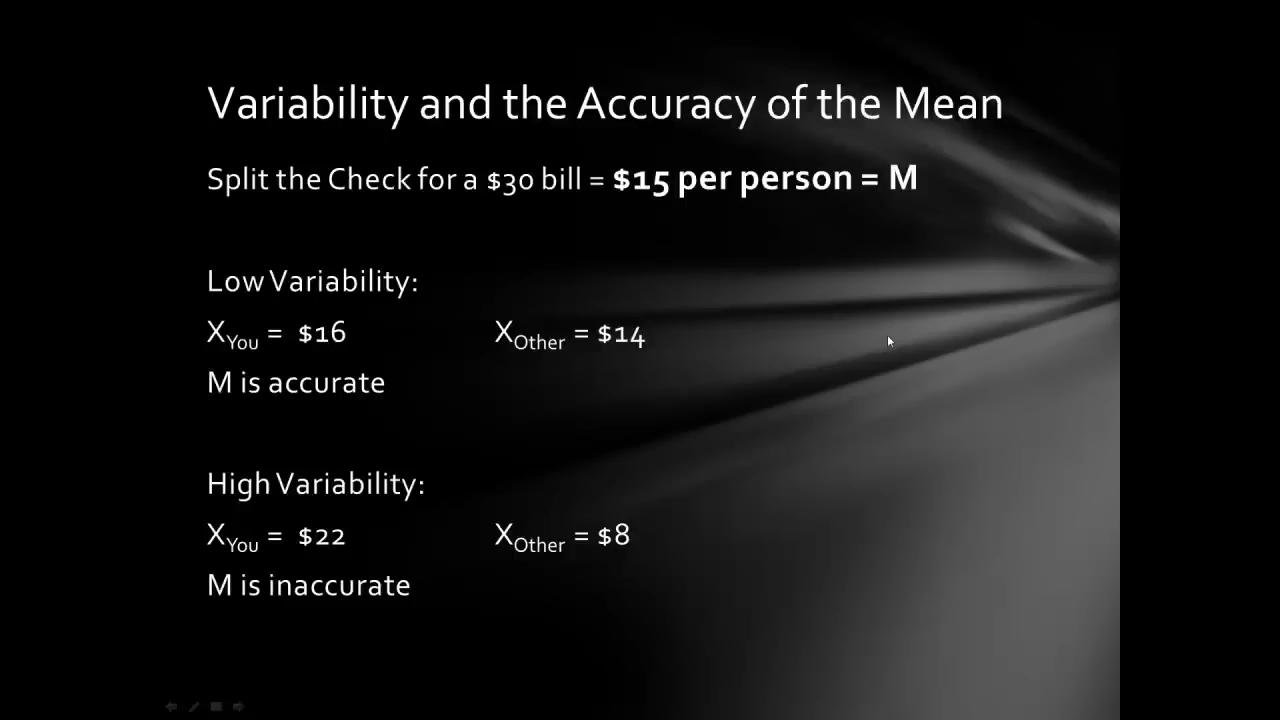 Variability and the Accuracy of the Mean
Split the Check for a $30 bill = $15 per person = M
Low Variability:
XYou = $16 XOther = $14
M is accurate
High Variability:
XYou = $22 XOther = $8
M is inaccurate